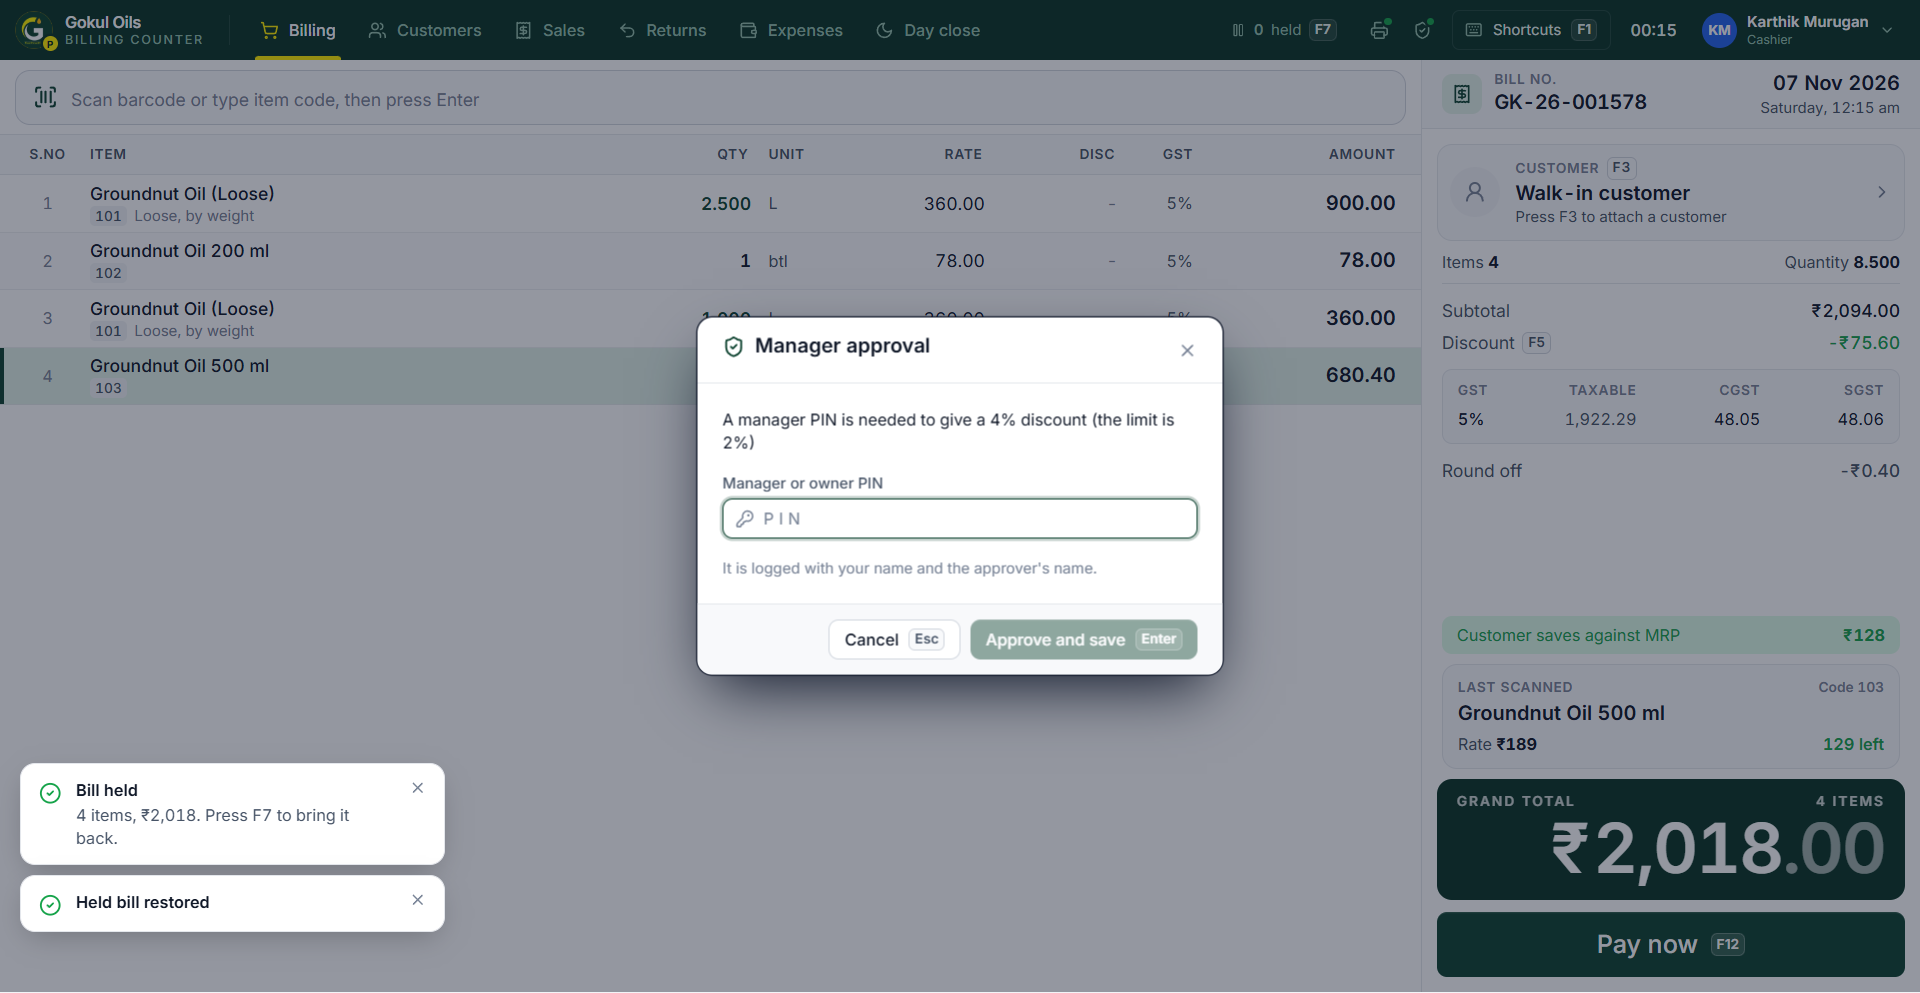 Gokul Oils
BILLING COUNTER
Billing
Customers
Sales
Returns
Expenses
Day close
0 held F7
Shortcuts F1
00:15
KM
Karthik Murugan
Cashier
Scan barcode or type item code, then press Enter
S.NO ITEM QTY UNIT RATE DISC GST AMOUNT
1 Groundnut Oil (Loose) 2.500 L 360.00 - 5% 900.00
101 Loose, by weight
2 Groundnut Oil 200 ml 1 btl 78.00 - 5% 78.00
102
3 Groundnut Oil (Loose) 360.00
101 Loose, by weight
4 Groundnut Oil 500 ml 680.40
103
Manager approval
A manager PIN is needed to give a 4% discount (the limit is
2%)
Manager or owner PIN
PIN
It is logged with your name and the approver's name.
Cancel Esc
Approve and save Enter
Bill held
4 items, ₹2,018. Press F7 to bring it
back.
Held bill restored
BILL NO.
GK-26-001578
07 Nov 2026
Saturday, 12:15 am
CUSTOMER F3
Walk-in customer
Press F3 to attach a customer
Items 4 Quantity 8.500
Subtotal ₹2,094.00
Discount F5 -₹75.60
GST TAXABLE CGST SGST
5% 1,922.29 48.05 48.06
Round off -₹0.40
Customer saves against MRP ₹128
LAST SCANNED Code 103
Groundnut Oil 500 ml
Rate ₹189 129 left
GRAND TOTAL 4 ITEMS
₹2,018.00
Pay now F12